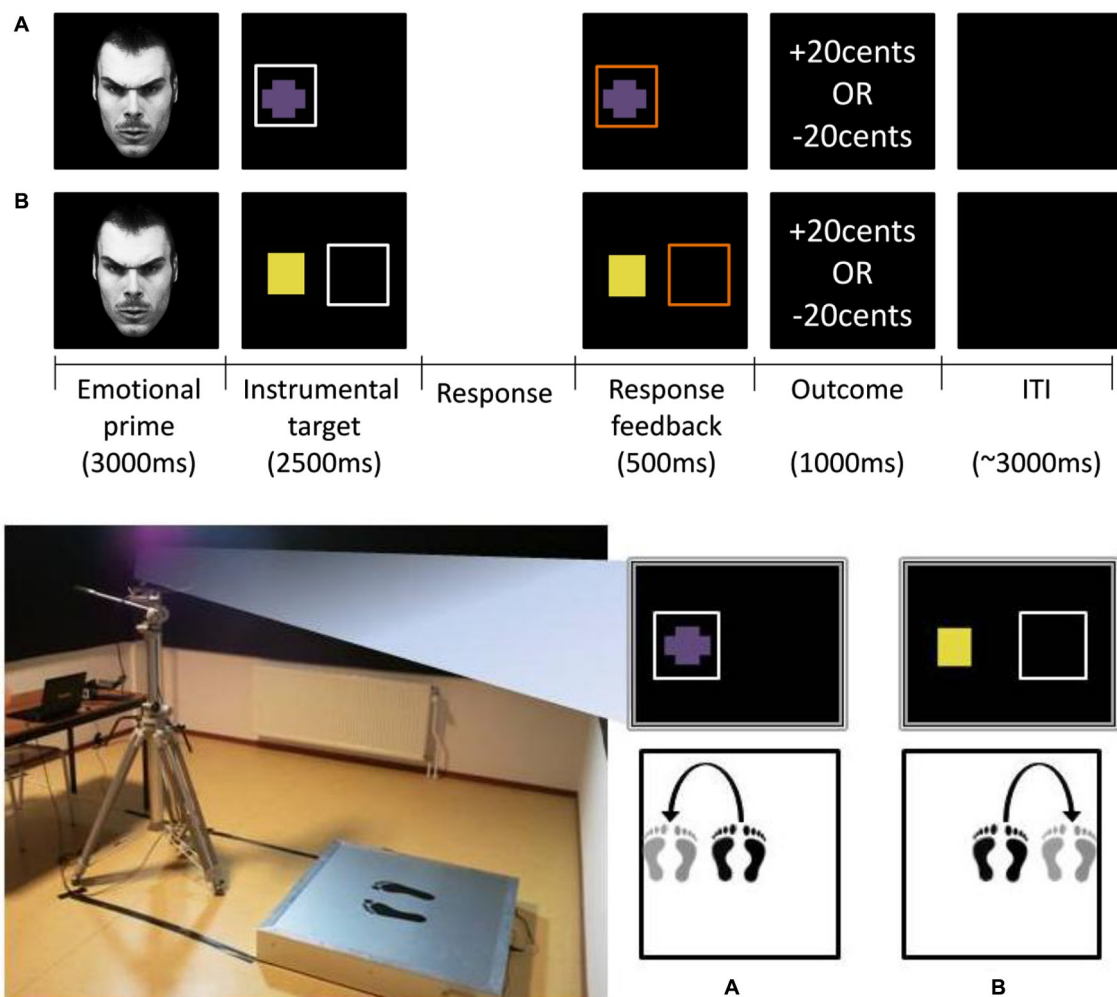 A
+20cents
OR
-20cents
B
+20cents
OR
-20cents
Emotional
prime
(3000ms)
Instrumental
target
(2500ms)
Response
Response
feedback
(500ms)
Outcome
(1000ms)
ITI
(~3000ms)
A
B